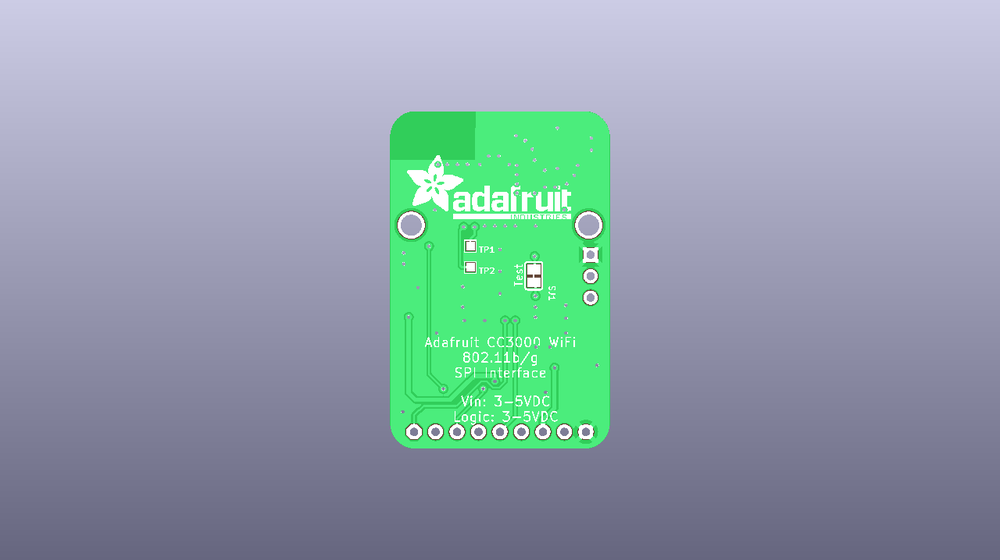 adafruit
INDUSTRIES
TP1
TP2
Test
Adafruit CC3000 WiFi
802.11b/g
SPI Interface
Vin: 3-5VDC
Logic: 3-5VDC